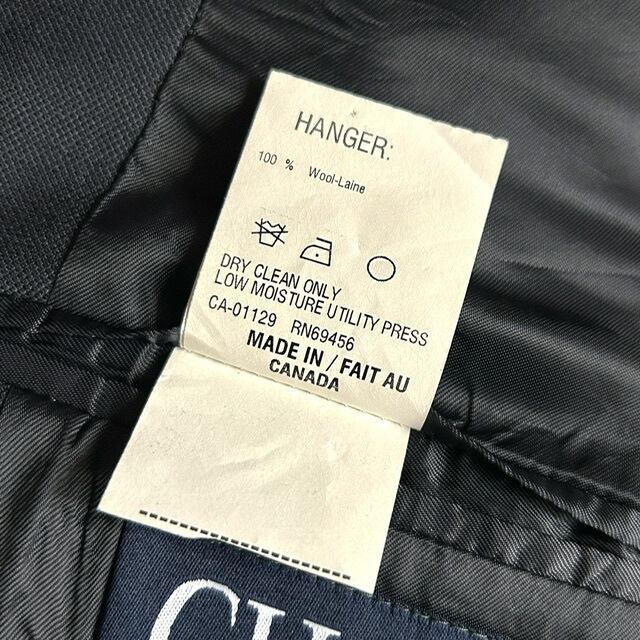 HANGER:
100 % Wool-Laine
DRY CLEAN ONLY
LOW MOISTURE UTILITY PRESS
CA-01129 RN69456
MADE IN / FAIT AU
CANADA